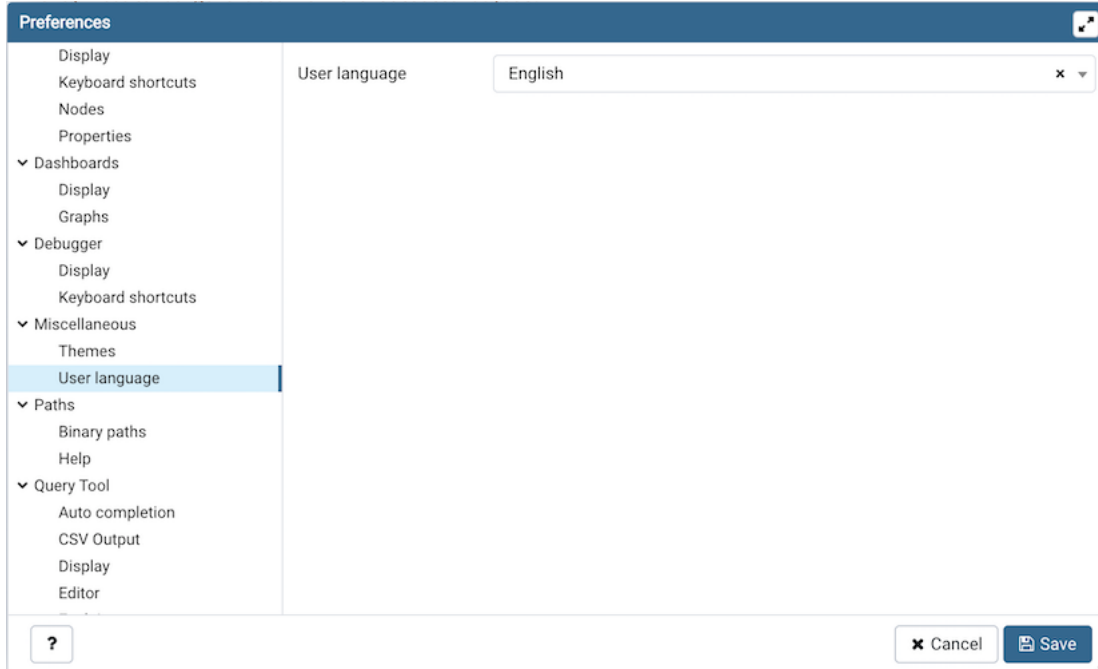 Preferences
Display
Keyboard shortcuts
Nodes
Properties
Dashboards
Display
Graphs
Debugger
Display
Keyboard shortcuts
Miscellaneous
Themes
User language
Paths
Binary paths
Help
Query Tool
Auto completion
CSV Output
Display
Editor
User language English
?
Cancel Save